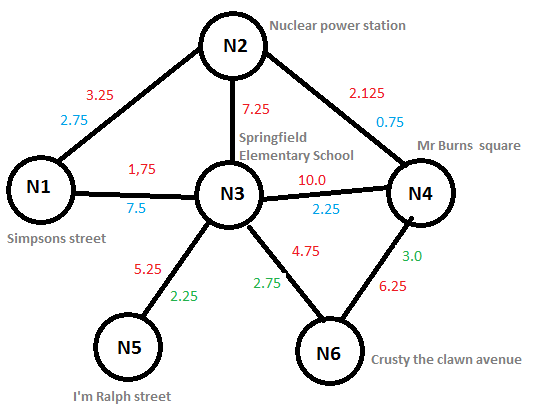 Nuclear power station
N2
3.25
2.125
2.75
7.25
0.75
Springfield
Elementary School
Mr Burns square
1,75
10.0
N1
N3
N4
7.5
2.25
Simpsons street
4.75
3.0
5.25
2.75
6.25
2.25
N5
N6
Crusty the clawn avenue
I'm Ralph street